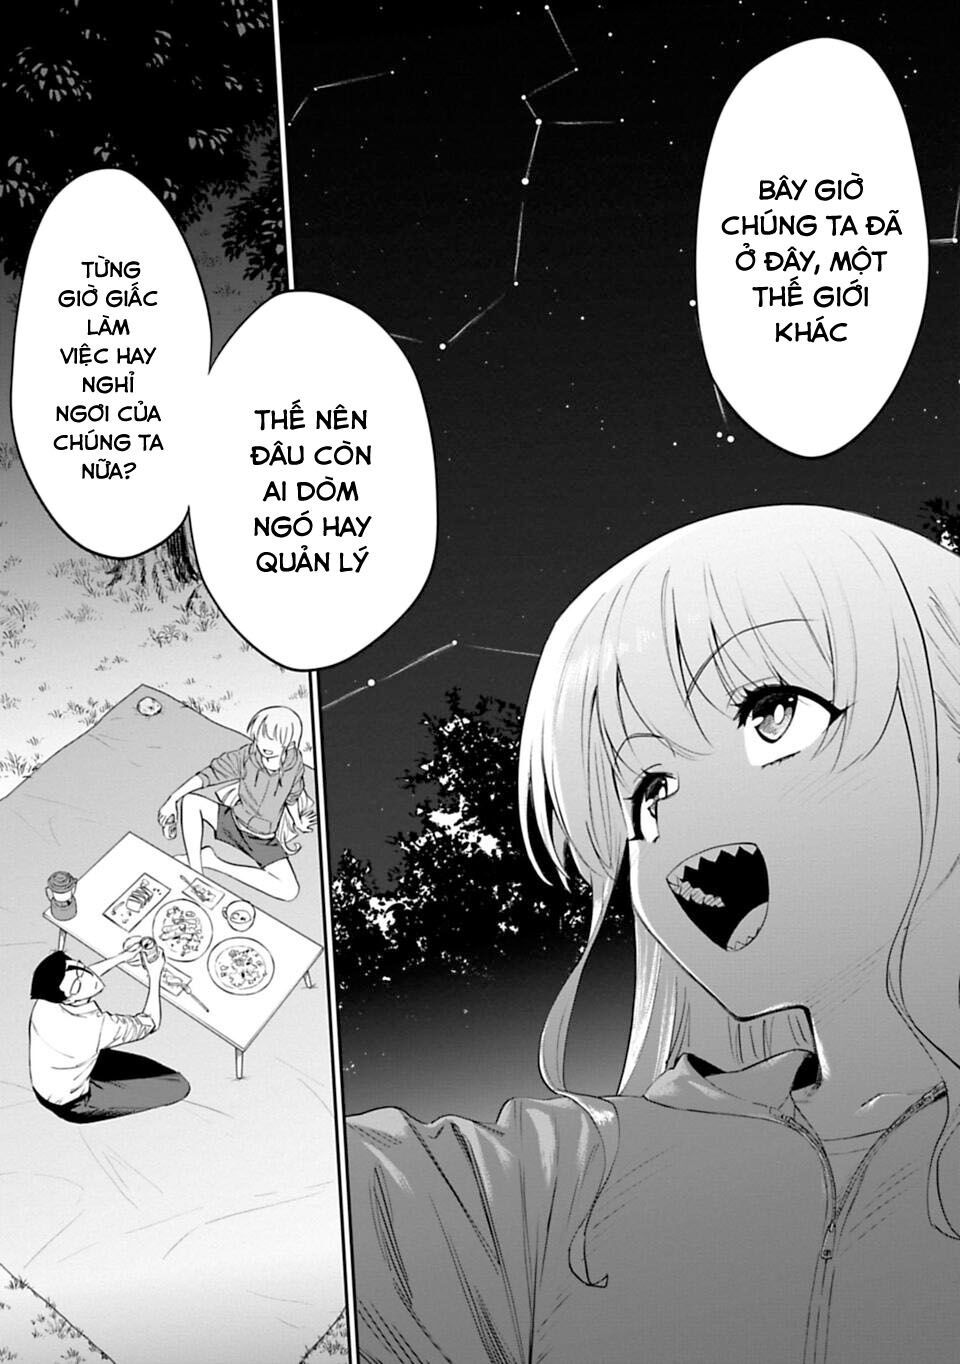 BÂY GIỜ
CHÚNG TA ĐÃ
Ở ĐÂY, MỘT
THẾ GIỚI
KHÁC
THẾ NÊN
ĐÂU CÒN
AI DÒM
NGÓ HAY
QUẢN LÝ
TỪNG
GIỜ GIẤC
LÀM
VIỆC HAY
NGHỈ
NGƠI CỦA
CHÚNG TA
NỮA?